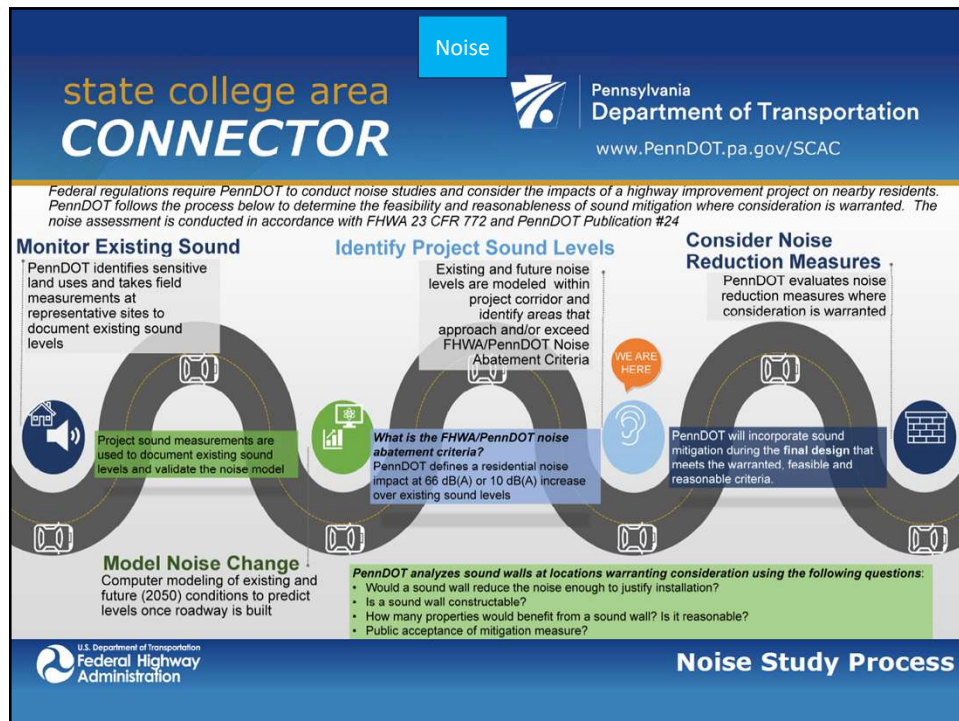 Noise
state college area
CONNECTOR
Pennsylvania
Department of Transportation
www.PennDOT.pa.gov/SCAC
Federal regulations require PennDOT to conduct noise studies and consider the impacts of a highway improvement project on nearby residents.
PennDOT follows the process below to determine the feasibility and reasonableness of sound mitigation where consideration is warranted. The
noise assessment is conducted in accordance with FHWA 23 CFR 772 and PennDOT Publication #24
Monitor Existing Sound
PennDOT identifies sensitive
land uses and takes field
measurements at
representative sites to
document existing sound
levels
Project sound measurements are
used to document existing sound
levels and validate the noise model
Model Noise Change
Computer modeling of existing and
future (2050) conditions to predict
levels once roadway is built
Identify Project Sound Levels
Existing and future noise
levels are modeled within
project corridor and
identify areas that
approach and/or exceed
FHWA/PennDOT Noise
Abatement Criteria
What is the FHWA/PennDOT noise
abatement criteria?
PennDOT defines a residential noise
impact at 66 dB(A) or 10 dB(A) increase
over existing sound levels
WE ARE
HERE
Consider Noise
Reduction Measures
PennDOT evaluates noise
reduction measures where
consideration is warranted
PennDOT will incorporate sound
mitigation during the final design that
meets the warranted, feasible and
reasonable criteria.
PennDOT analyzes sound walls at locations warranting consideration using the following questions:
• Would a sound wall reduce the noise enough to justify installation?
• Is a sound wall constructable?
• How many properties would benefit from a sound wall? Is it reasonable?
• Public acceptance of mitigation measure?
U.S. Department of Transportation
Federal Highway
Administration
Noise Study Process